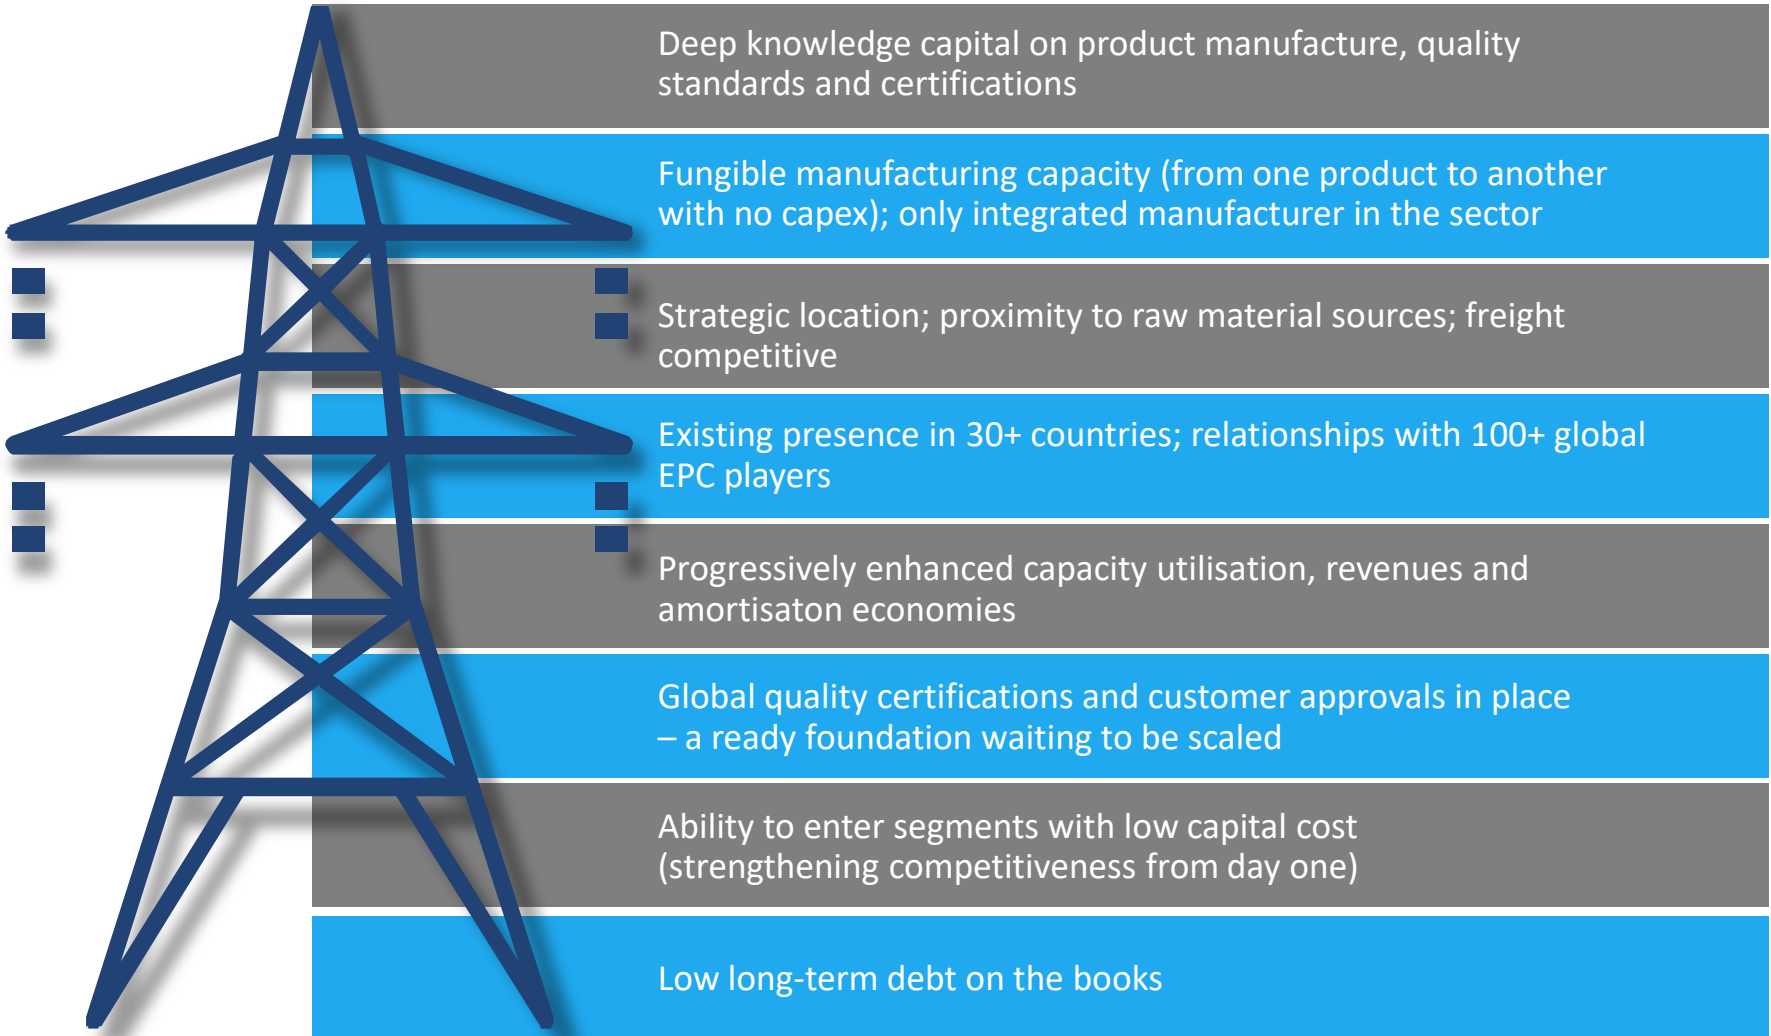 Deep knowledge capital on product manufacture, quality
standards and certifications
Fungible manufacturing capacity (from one product to another
with no capex); only integrated manufacturer in the sector
Strategic location; proximity to raw material sources; freight
competitive
Existing presence in 30+ countries; relationships with 100+ global
EPC players
Progressively enhanced capacity utilisation, revenues and
amortisaton economies
Global quality certifications and customer approvals in place
– a ready foundation waiting to be scaled
Ability to enter segments with low capital cost
(strengthening competitiveness from day one)
Low long-term debt on the books